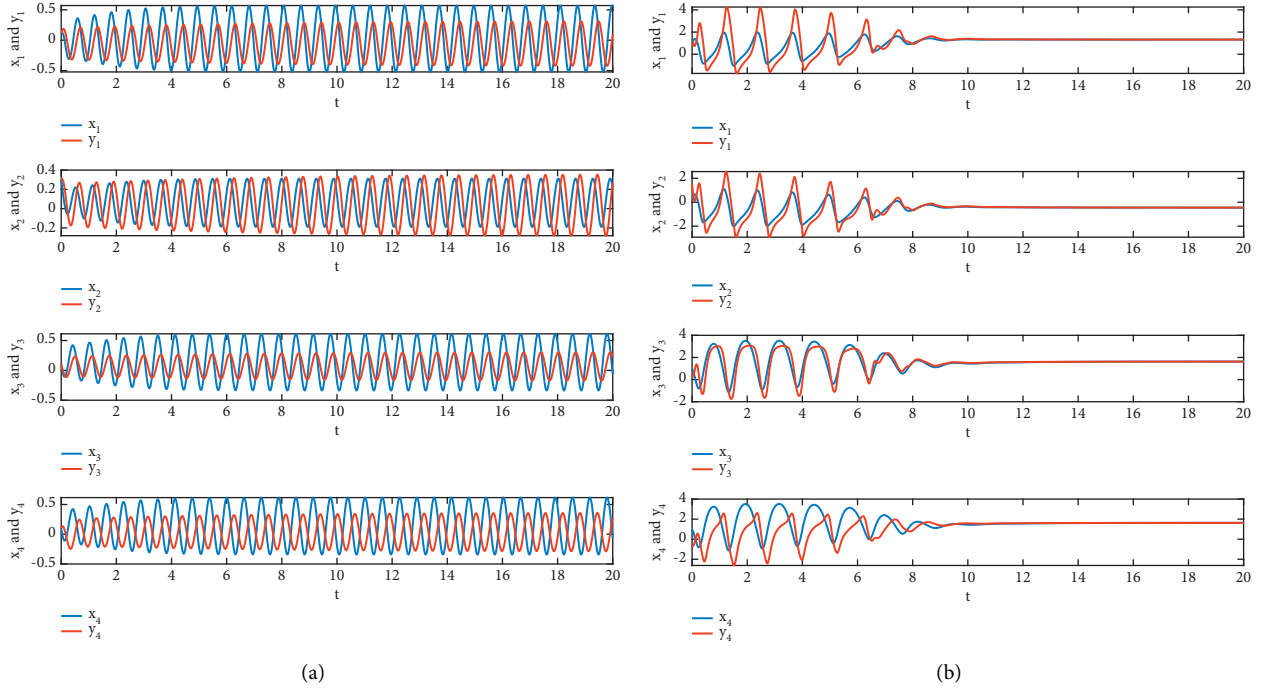 x1 and y1
0.5
0
-0.5
0 2 4 6 8 10 12 14 16 18 20
t
x1
y1
x2 and y2
0.4
0.2
0
-0.2
0 2 4 6 8 10 12 14 16 18 20
t
x2
y2
x3 and y3
0.5
0
-0.5
0 2 4 6 8 10 12 14 16 18 20
t
x3
y3
x4 and y4
0.5
0
-0.5
0 2 4 6 8 10 12 14 16 18 20
t
x4
y4
(a)
x1 and y1
4
2
0
0 2 4 6 8 10 12 14 16 18 20
t
x1
y1
x2 and y2
2
0
-2
0 2 4 6 8 10 12 14 16 18 20
t
x2
y2
x3 and y3
4
2
0
-2
0 2 4 6 8 10 12 14 16 18 20
t
x3
y3
x4 and y4
4
2
0
-2
0 2 4 6 8 10 12 14 16 18 20
t
x4
y4
(b)